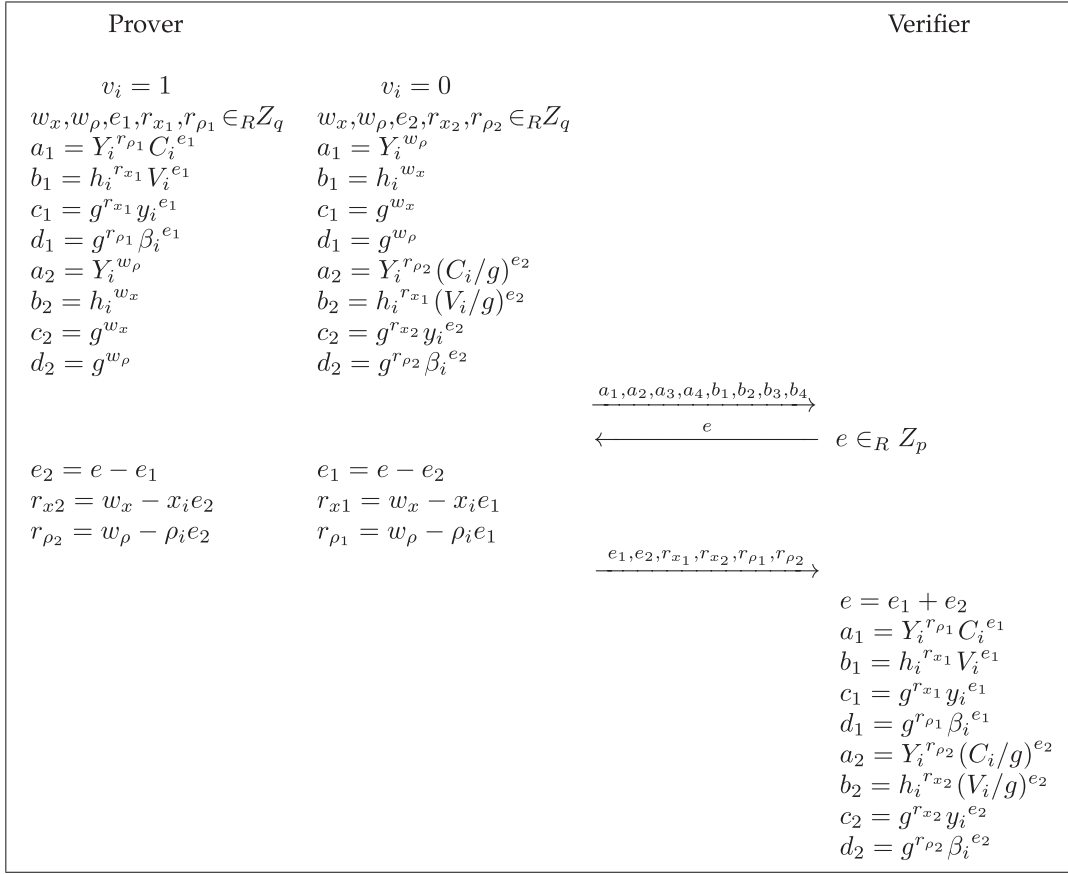 Prover Verifier
v_i = 1 v_i = 0
w_x,w_ρ,e_1,r_{x_1},r_{ρ_1} ∈_R Z_q w_x,w_ρ,e_2,r_{x_2},r_{ρ_2} ∈_R Z_q
a_1 = Y_i^{r_{ρ_1}} C_i^{e_1} a_1 = Y_i^{w_ρ}
b_1 = h_i^{r_{x_1}} V_i^{e_1} b_1 = h_i^{w_x}
c_1 = g^{r_{x_1}} y_i^{e_1} c_1 = g^{w_x}
d_1 = g^{r_{ρ_1}} β_i^{e_1} d_1 = g^{w_ρ}
a_2 = Y_i^{w_ρ} a_2 = Y_i^{r_{ρ_2}} (C_i/g)^{e_2}
b_2 = h_i^{w_x} b_2 = h_i^{r_{x_1}} (V_i/g)^{e_2}
c_2 = g^{w_x} c_2 = g^{r_{x_2}} y_i^{e_2}
d_2 = g^{w_ρ} d_2 = g^{r_{ρ_2}} β_i^{e_2}
a_1,a_2,a_3,a_4,b_1,b_2,b_3,b_4
e e ∈_R Z_p
e_2 = e − e_1 e_1 = e − e_2
r_{x2} = w_x − x_i e_2 r_{x1} = w_x − x_i e_1
r_{ρ_2} = w_ρ − ρ_i e_2 r_{ρ_1} = w_ρ − ρ_i e_1
e_1,e_2,r_{x_1},r_{x_2},r_{ρ_1},r_{ρ_2}
e = e_1 + e_2
a_1 = Y_i^{r_{ρ_1}} C_i^{e_1}
b_1 = h_i^{r_{x_1}} V_i^{e_1}
c_1 = g^{r_{x_1}} y_i^{e_1}
d_1 = g^{r_{ρ_1}} β_i^{e_1}
a_2 = Y_i^{r_{ρ_2}} (C_i/g)^{e_2}
b_2 = h_i^{r_{x_2}} (V_i/g)^{e_2}
c_2 = g^{r_{x_2}} y_i^{e_2}
d_2 = g^{r_{ρ_2}} β_i^{e_2}